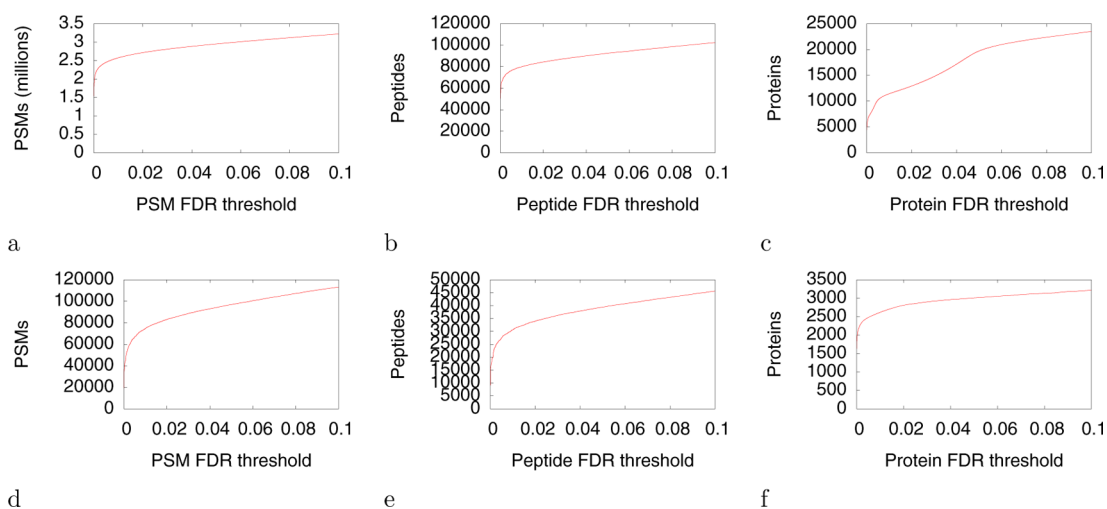 PSMs (millions)
3.5
3
2.5
2
1.5
1
0.5
0
0 0.02 0.04 0.06 0.08 0.1
PSM FDR threshold
a
Peptides
120000
100000
80000
60000
40000
20000
0
0 0.02 0.04 0.06 0.08 0.1
Peptide FDR threshold
b
Proteins
25000
20000
15000
10000
5000
0
0 0.02 0.04 0.06 0.08 0.1
Protein FDR threshold
c
PSMs
120000
100000
80000
60000
40000
20000
0
0 0.02 0.04 0.06 0.08 0.1
PSM FDR threshold
d
Peptides
50000
45000
40000
35000
30000
25000
20000
15000
10000
5000
0
0 0.02 0.04 0.06 0.08 0.1
Peptide FDR threshold
e
Proteins
3500
3000
2500
2000
1500
1000
500
0
0 0.02 0.04 0.06 0.08 0.1
Protein FDR threshold
f